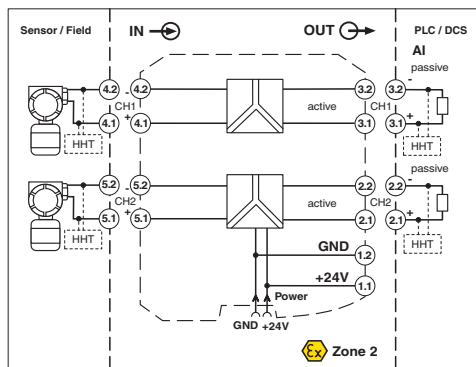 Sensor / Field IN OUT PLC / DCS
AI
passive
4.2 4.2 - 3.2 3.2 -
CH1 CH1
4.1 4.1 + active 3.1 3.1 +
HHT HHT
passive
5.2 5.2 - 2.2 2.2 -
CH2 CH2
5.1 5.1 + active 2.1 2.1 +
HHT HHT
GND 1.2
+24V 1.1
Power
GND +24V
Ex Zone 2